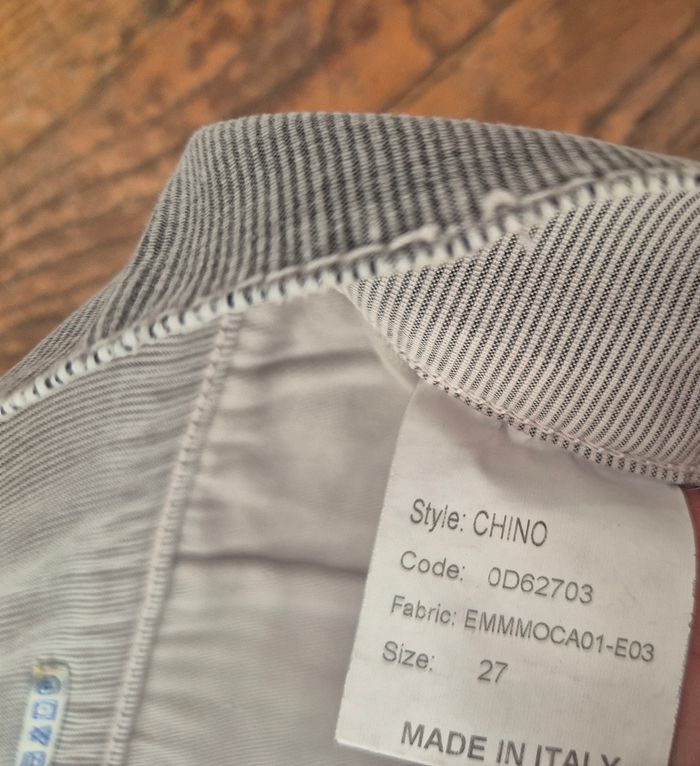 Style: CHINO
Code: 0D62703
Fabric: EMMMOCA01-E03
Size: 27
MADE IN ITALY